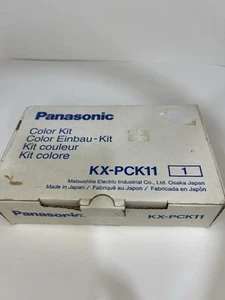 Panasonic
Color Kit
Color Einbau-Kit
Kit couleur
Kit colore
KX-PCK11 1
Matsushita Electric Industrial Co., Ltd. Osaka Japan
Made in Japan / Fabriqué au Japon / Fabricada en Japón
Panasonic KX-PCK11